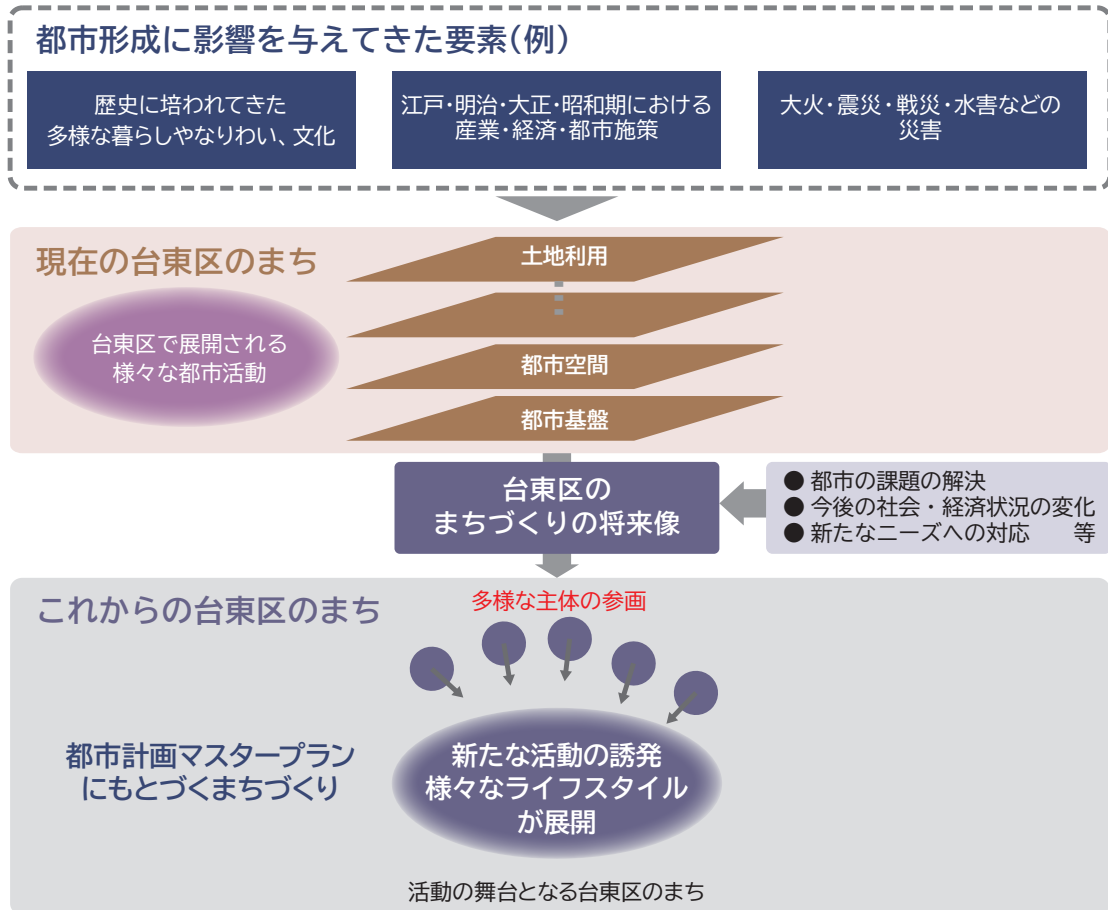 都市形成に影響を与えてきた要素(例)
歴史に培われてきた
多様な暮らしやなりわい、文化
江戸・明治・大正・昭和期における
産業・経済・都市施策
大火・震災・戦災・水害などの
災害
現在の台東区のまち
台東区で展開される
様々な都市活動
土地利用
都市空間
都市基盤
台東区の
まちづくりの将来像
● 都市の課題の解決
● 今後の社会・経済状況の変化
● 新たなニーズへの対応　　等
これからの台東区のまち
多様な主体の参画
都市計画マスタープラン
にもとづくまちづくり
新たな活動の誘発
様々なライフスタイル
が展開
活動の舞台となる台東区のまち